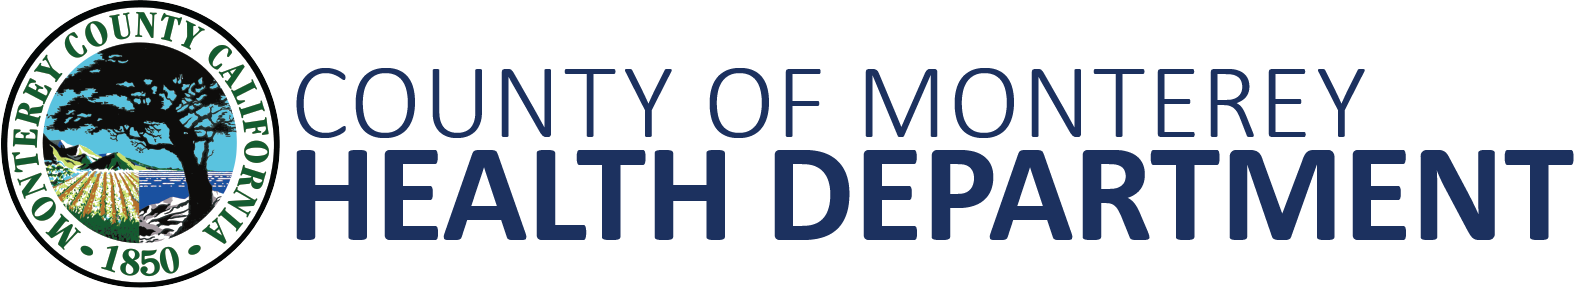 MONTEREY COUNTY CALIFORNIA
• 1850 •
COUNTY OF MONTEREY
HEALTH DEPARTMENT